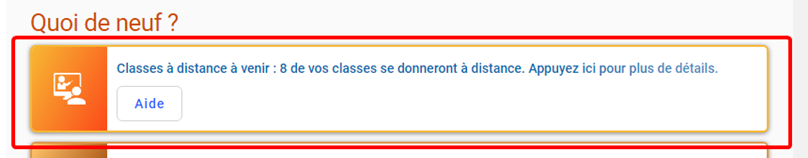 Quoi de neuf ?
Classes à distance à venir : 8 de vos classes se donneront à distance. Appuyez ici pour plus de détails.
Aide